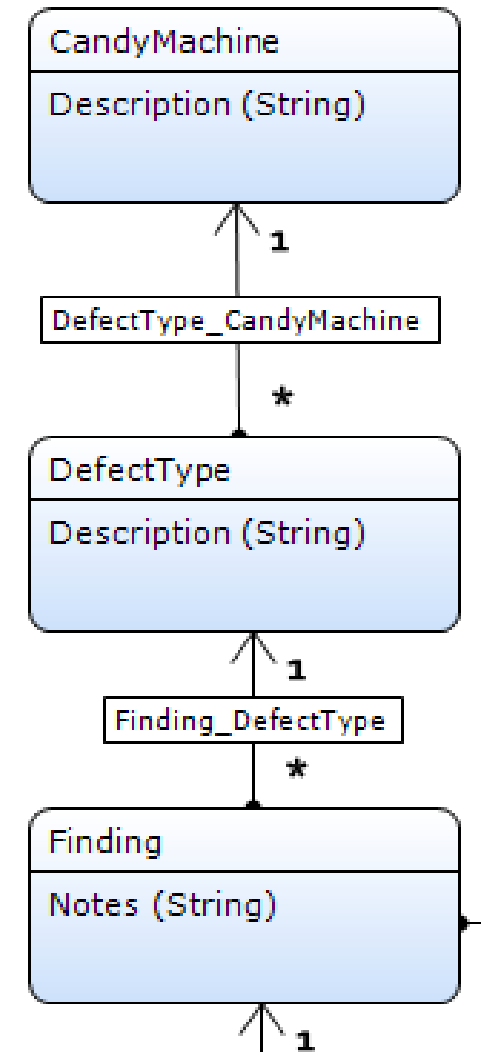 CandyMachine
Description (String)
1
DefectType_CandyMachine
*
DefectType
Description (String)
1
Finding_DefectType
*
Finding
Notes (String)
1